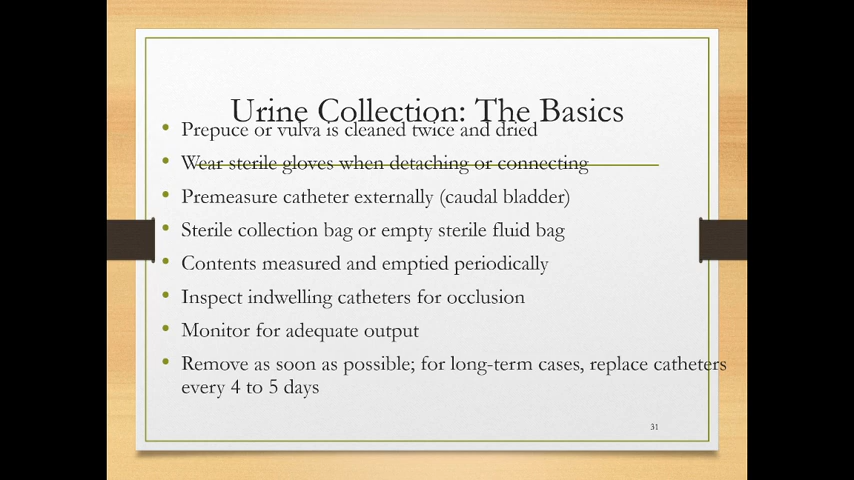 Urine Collection: The Basics
• Prepuce or vulva is cleaned twice and dried
• Wear sterile gloves when detaching or connecting
• Premeasure catheter externally (caudal bladder)
• Sterile collection bag or empty sterile fluid bag
• Contents measured and emptied periodically
• Inspect indwelling catheters for occlusion
• Monitor for adequate output
• Remove as soon as possible; for long-term cases, replace catheters
every 4 to 5 days
31